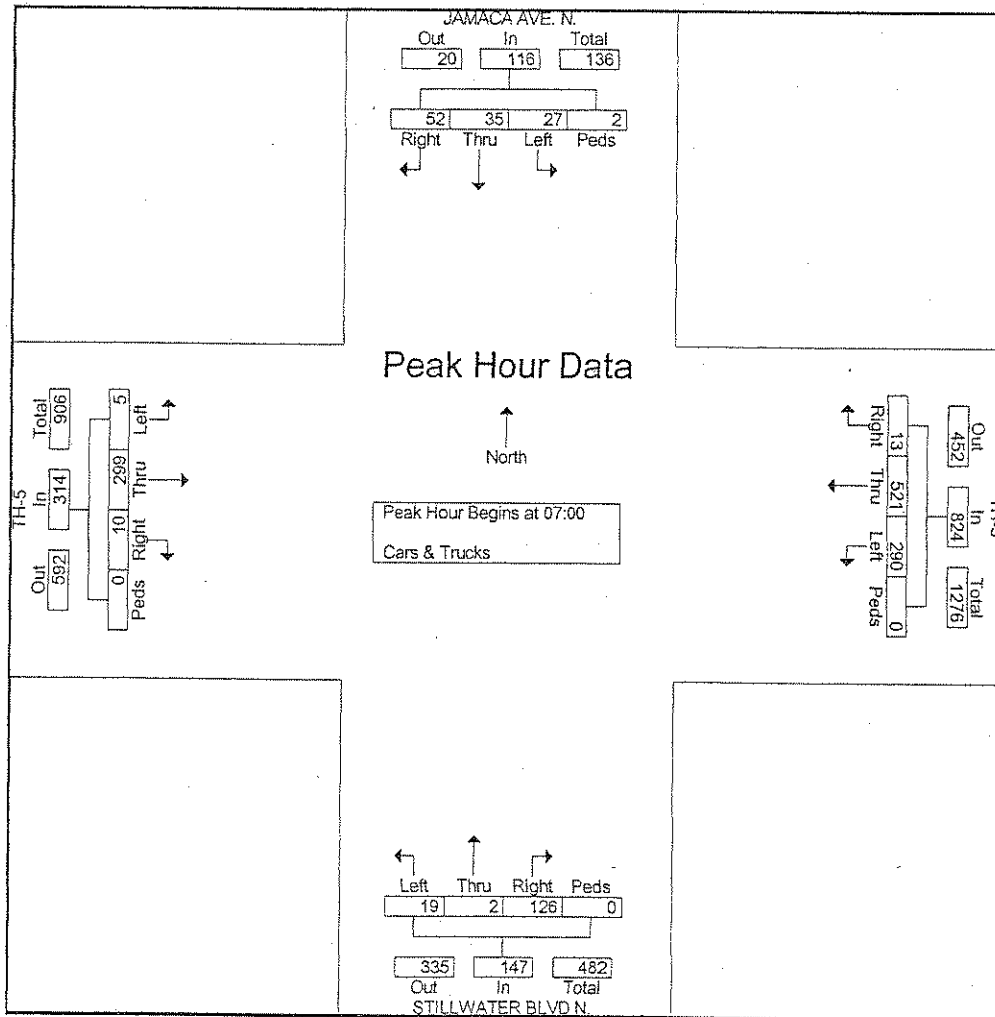 JAMACA AVE. N.
Out In Total
20 116 136
52 35 27 2
Right Thru Left Peds
Peak Hour Data
North
Peak Hour Begins at 07:00
Cars & Trucks
TH-5
Out In Total
592 314 906
Left Thru Right Peds
5 299 10 0
Right Thru Left Peds
13 521 290 0
Out In Total
452 824 1276
Left Thru Right Peds
19 2 126 0
335 147 482
Out In Total
STILLWATER BLVD N.